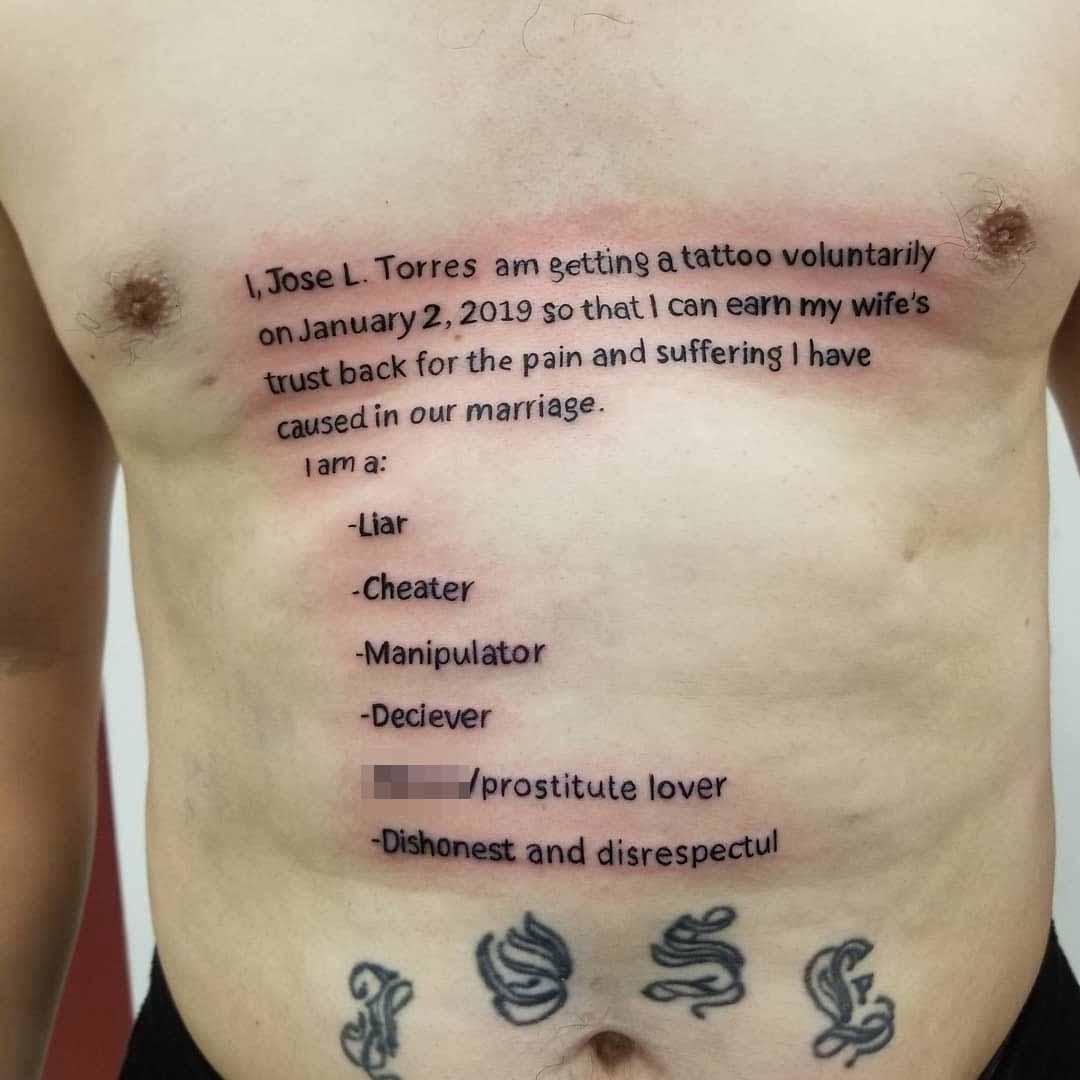 I, Jose L. Torres am getting a tattoo voluntarily
on January 2, 2019 so that I can earn my wife's
trust back for the pain and suffering I have
caused in our marriage.
I am a:
-Liar
-Cheater
-Manipulator
-Deciever
/prostitute lover
-Dishonest and disrespectul
JOSE